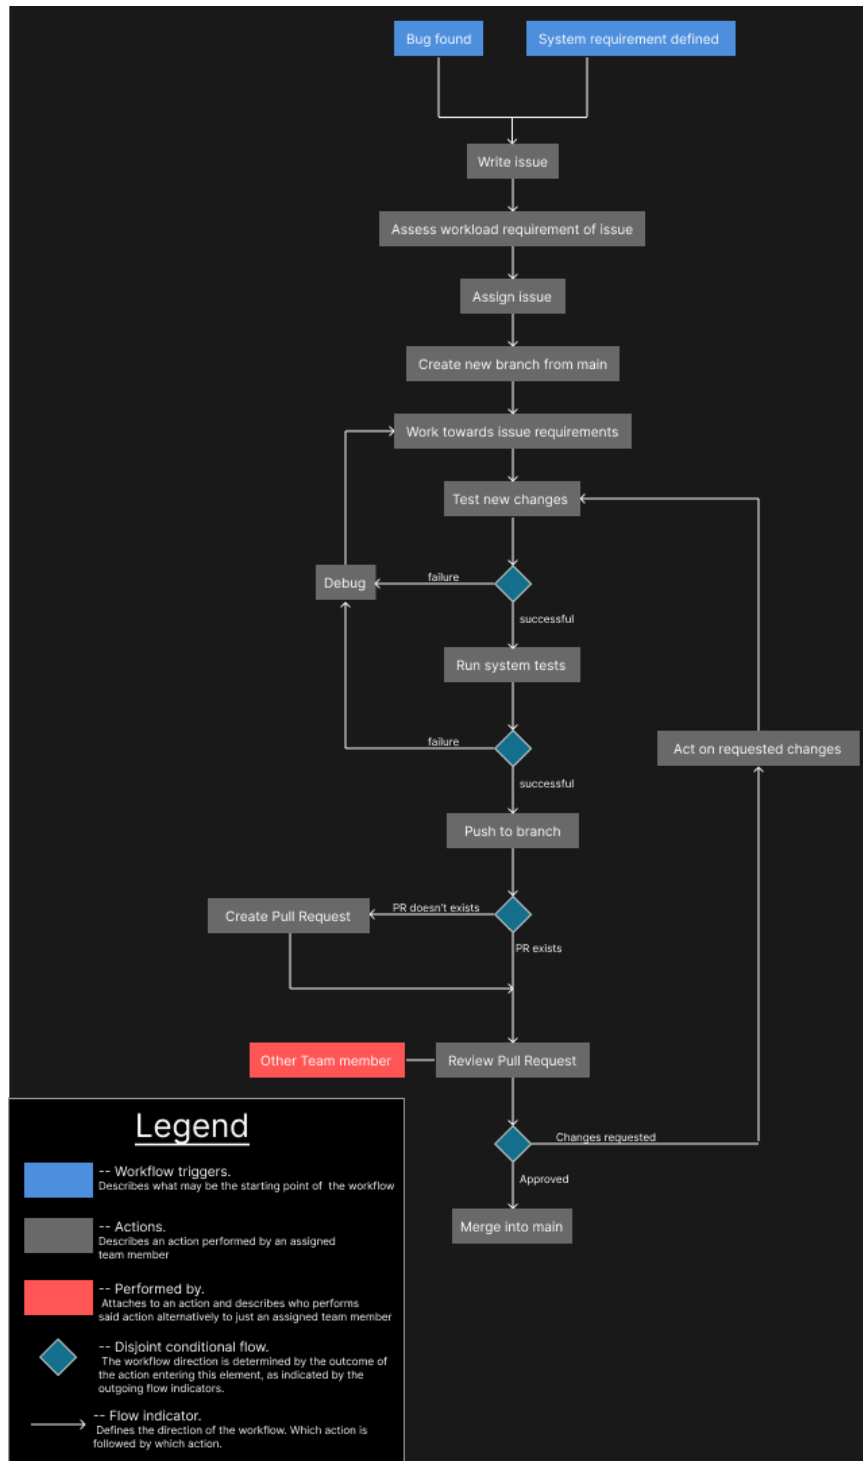 Bug found
System requirement defined
Write issue
Assess workload requirement of issue
Assign issue
Create new branch from main
Work towards issue requirements
Test new changes
failure
Debug
successful
Run system tests
failure
Act on requested changes
successful
Push to branch
PR doesn't exists
Create Pull Request
PR exists
Other Team member
Review Pull Request
Changes requested
Approved
Merge into main
Legend
-- Workflow triggers.
Describes what may be the starting point of the workflow
-- Actions.
Describes an action performed by an assigned
team member
-- Performed by.
Attaches to an action and describes who performs
said action alternatively to just an assigned team member
-- Disjoint conditional flow.
The workflow direction is determined by the outcome of
the action entering this element, as indicated by the
outgoing flow indicators.
-- Flow indicator.
Defines the direction of the workflow. Which action is
followed by which action.